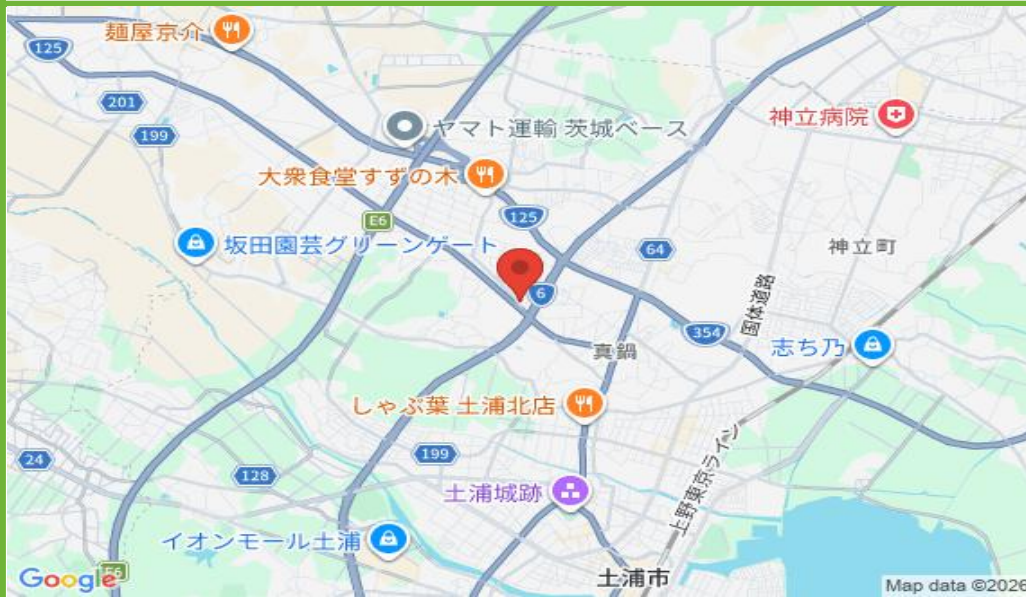 麺屋京介
125
201
199
ヤマト運輸 茨城ベース
神立病院
大衆食堂すずの木
E6
125
坂田園芸グリーンゲート
64
神立町
6
国体道路
354
真鍋
志ち乃
しゃぶ葉 土浦北店
24
128
199
上野東京ライン
土浦城跡
イオンモール土浦
E6
土浦市
Google
Map data ©2026